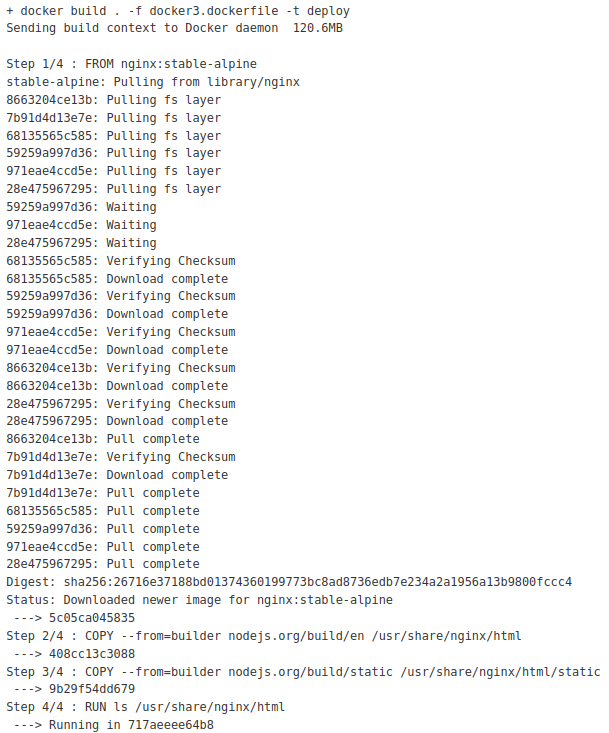 + docker build . -f docker3.dockerfile -t deploy
Sending build context to Docker daemon  120.6MB
Step 1/4 : FROM nginx:stable-alpine
stable-alpine: Pulling from library/nginx
8663204ce13b: Pulling fs layer
7b91d4d13e7e: Pulling fs layer
68135565c585: Pulling fs layer
59259a997d36: Pulling fs layer
971eae4ccd5e: Pulling fs layer
28e475967295: Pulling fs layer
59259a997d36: Waiting
971eae4ccd5e: Waiting
28e475967295: Waiting
68135565c585: Verifying Checksum
68135565c585: Download complete
59259a997d36: Verifying Checksum
59259a997d36: Download complete
971eae4ccd5e: Verifying Checksum
971eae4ccd5e: Download complete
8663204ce13b: Verifying Checksum
8663204ce13b: Download complete
28e475967295: Verifying Checksum
28e475967295: Download complete
8663204ce13b: Pull complete
7b91d4d13e7e: Verifying Checksum
7b91d4d13e7e: Download complete
7b91d4d13e7e: Pull complete
68135565c585: Pull complete
59259a997d36: Pull complete
971eae4ccd5e: Pull complete
28e475967295: Pull complete
Digest: sha256:26716e37188bd01374360199773bc8ad8736edb7e234a2a1956a13b9800fccc4
Status: Downloaded newer image for nginx:stable-alpine
 ---> 5c05ca045835
Step 2/4 : COPY --from=builder nodejs.org/build/en /usr/share/nginx/html
 ---> 408cc13c3088
Step 3/4 : COPY --from=builder nodejs.org/build/static /usr/share/nginx/html/static
 ---> 9b29f54dd679
Step 4/4 : RUN ls /usr/share/nginx/html
 ---> Running in 717aeeee64b8